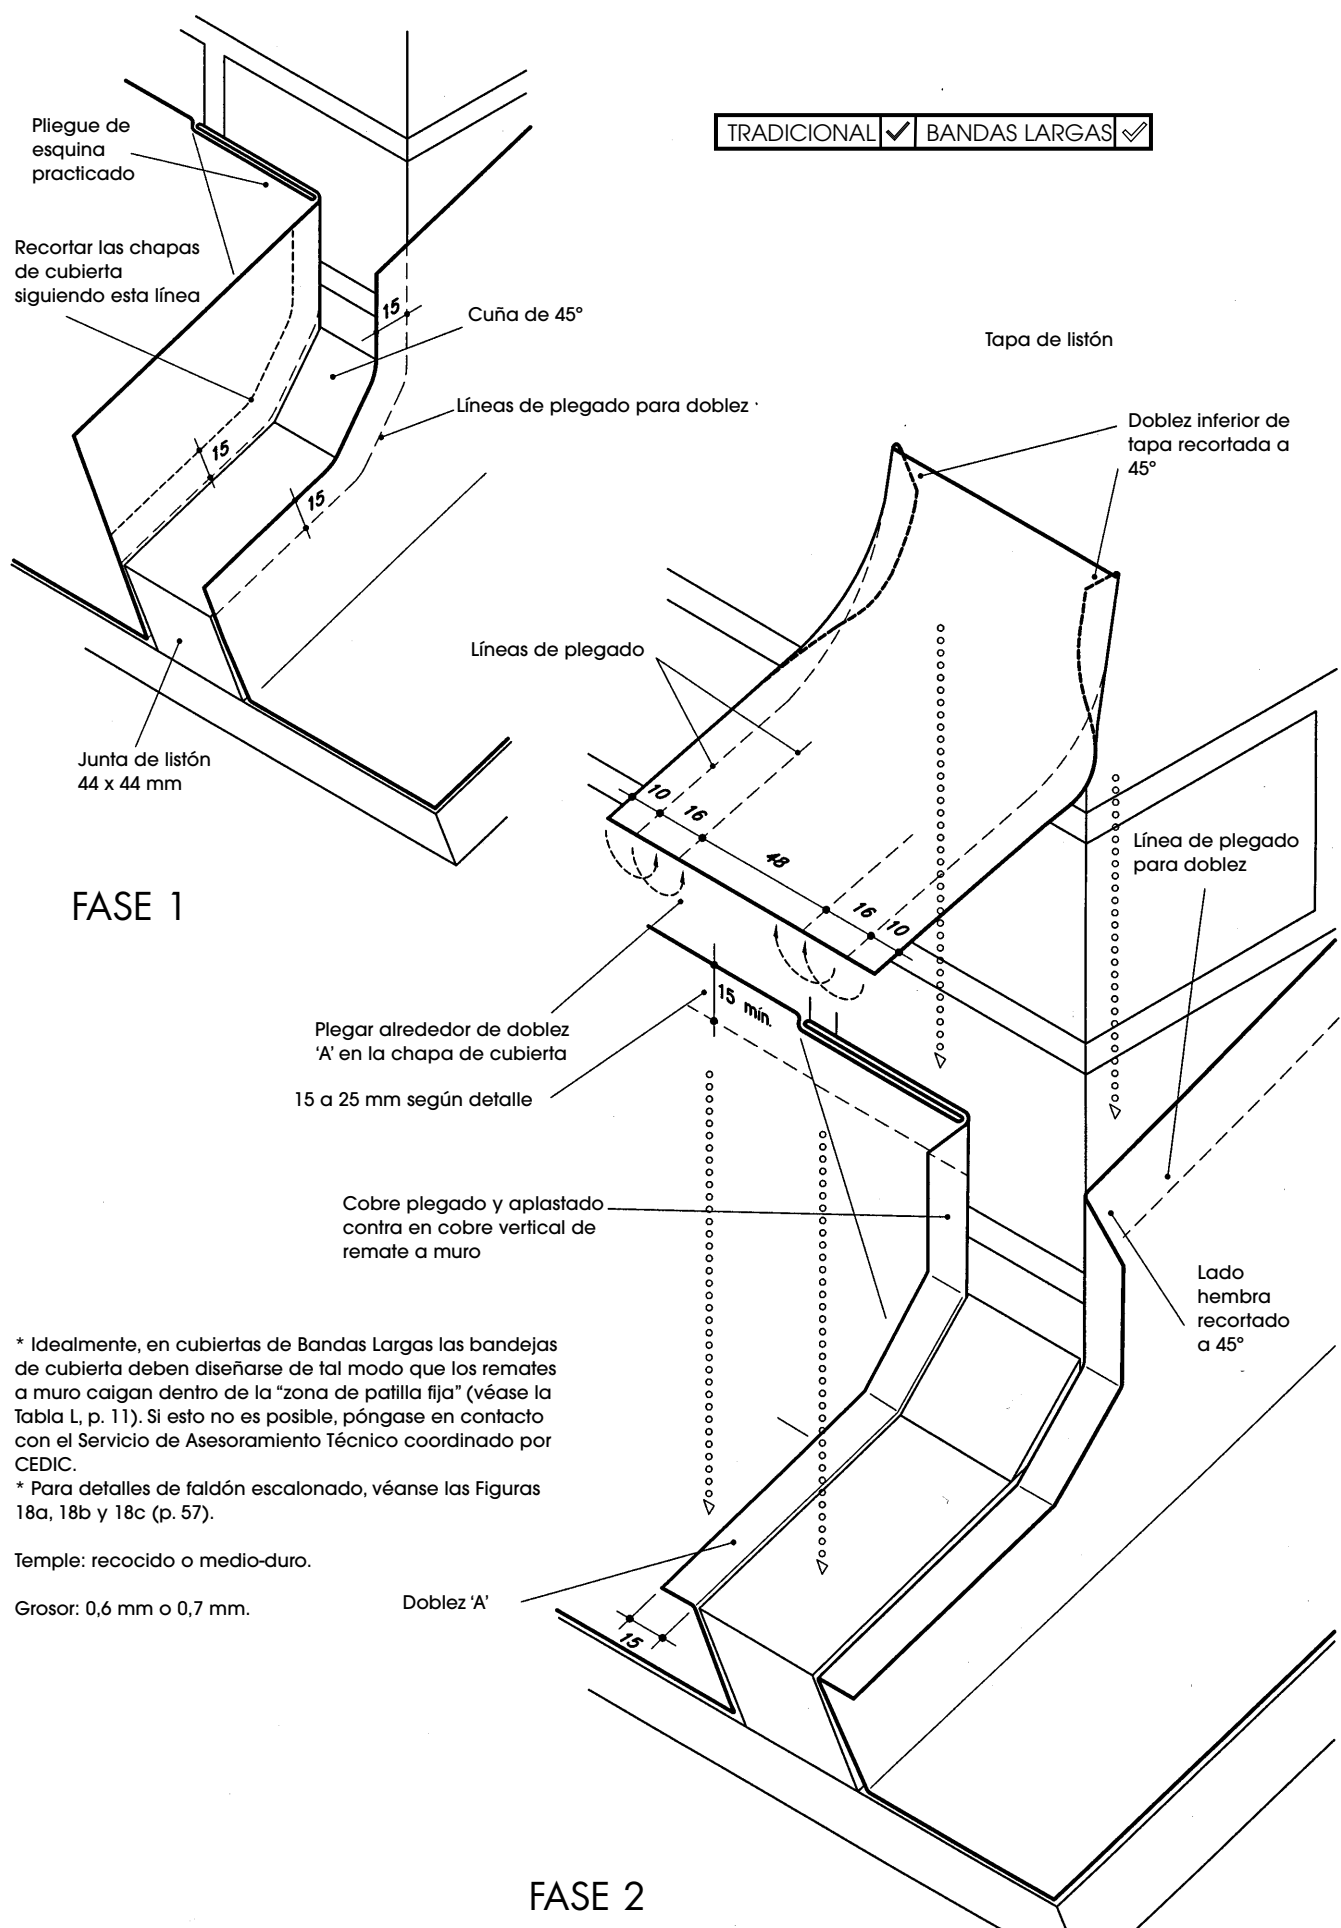 TRADICIONAL ✓ BANDAS LARGAS ✓
Pliegue de
esquina
practicado
Recortar las chapas
de cubierta
siguiendo esta línea
15
Cuña de 45°
Líneas de plegado para doblez
15
15
Junta de listón
44 x 44 mm
FASE 1
Tapa de listón
Doblez inferior de
tapa recortada a
45°
Líneas de plegado
10
16
48
16
10
Línea de plegado
para doblez
15 mín.
Plegar alrededor de doblez
‘A’ en la chapa de cubierta
15 a 25 mm según detalle
Cobre plegado y aplastado
contra en cobre vertical de
remate a muro
Lado
hembra
recortado
a 45°
* Idealmente, en cubiertas de Bandas Largas las bandejas
de cubierta deben diseñarse de tal modo que los remates
a muro caigan dentro de la “zona de patilla fija” (véase la
Tabla L, p. 11). Si esto no es posible, póngase en contacto
con el Servicio de Asesoramiento Técnico coordinado por
CEDIC.
* Para detalles de faldón escalonado, véanse las Figuras
18a, 18b y 18c (p. 57).
Temple: recocido o medio-duro.
Grosor: 0,6 mm o 0,7 mm.
Doblez ‘A’
15
FASE 2